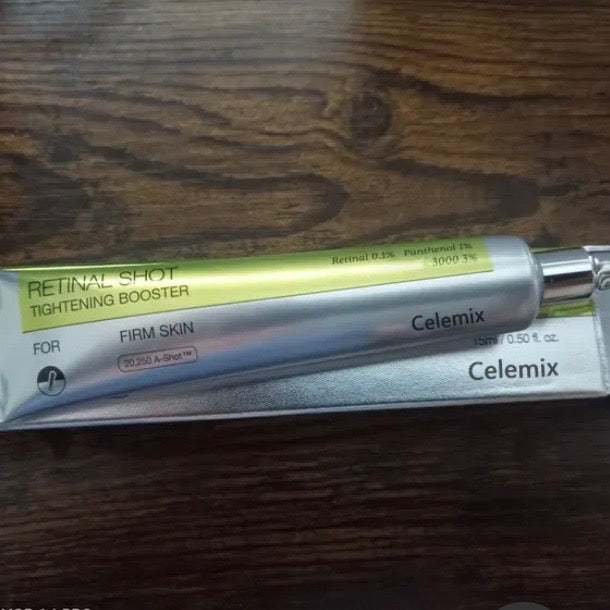 RETINAL SHOT
TIGHTENING BOOSTER
Retinal 0.1% Panthenol 1%
3000 3%
FOR FIRM SKIN
20,250 A-Shot™
Celemix
15ml / 0.50 fl. oz.
Celemix